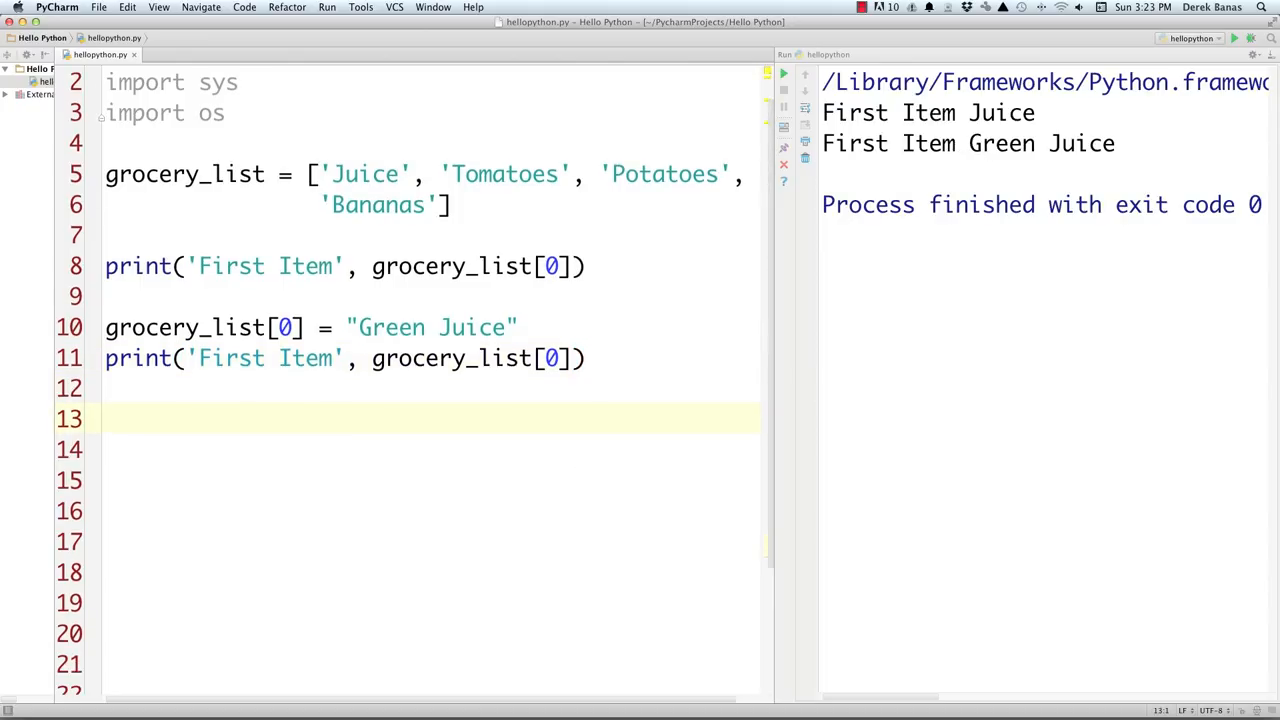 PyCharm File Edit View Navigate Code Refactor Run Tools VCS Window Help 10 Sun 3:23 PM Derek Banas
hellopython.py – Hello Python – [~/PycharmProjects/Hello Python]
Hello Python hellopython.py hellopython
hellopython.py Run hellopython
Hello P
hell
Extern
2 import sys
3 import os
4
5 grocery_list = ['Juice', 'Tomatoes', 'Potatoes',
6 'Bananas']
7
8 print('First Item', grocery_list[0])
9
10 grocery_list[0] = "Green Juice"
11 print('First Item', grocery_list[0])
12
13
14
15
16
17
18
19
20
21
22
/Library/Frameworks/Python.framewo
First Item Juice
First Item Green Juice
Process finished with exit code 0
13:1 LF UTF-8